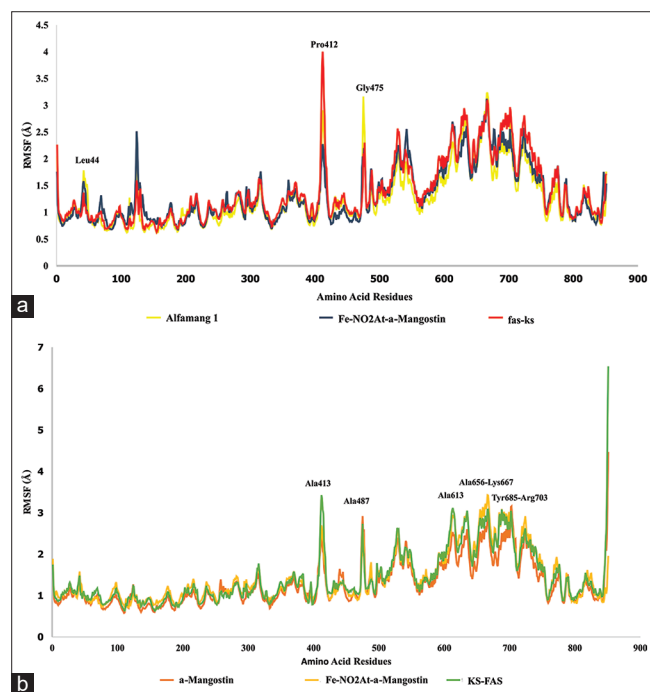 4.5
4
3.5
3
2.5
2
1.5
1
0.5
0
RMSF (Å)
Leu44
Pro412
Gly475
0 100 200 300 400 500 600 700 800 900
Amino Acid Residues
a
Alfamang 1 Fe-NO2At-a-Mangostin fas-ks
7
6
5
4
3
2
1
0
RMSF (Å)
Ala413
Ala487
Ala613
Ala656-Lys667
Tyr685-Arg703
0 100 200 300 400 500 600 700 800 900
Amino Acid Residues
b
a-Mangostin Fe-NO2At-a-Mangostin KS-FAS